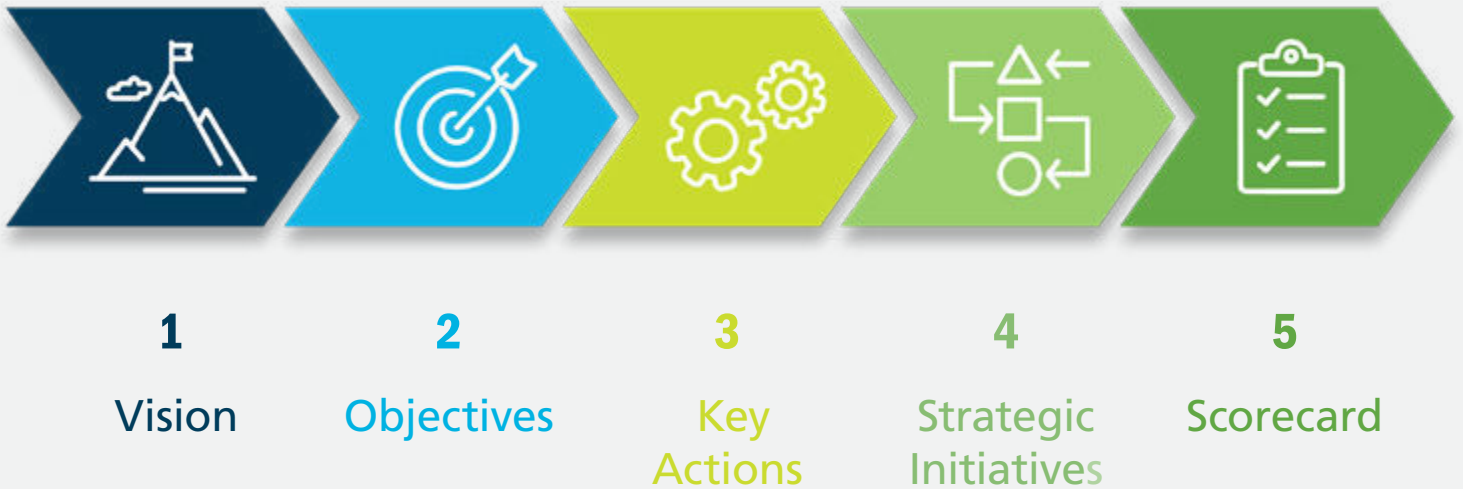 1
Vision
2
Objectives
3
Key
Actions
4
Strategic
Initiatives
5
Scorecard